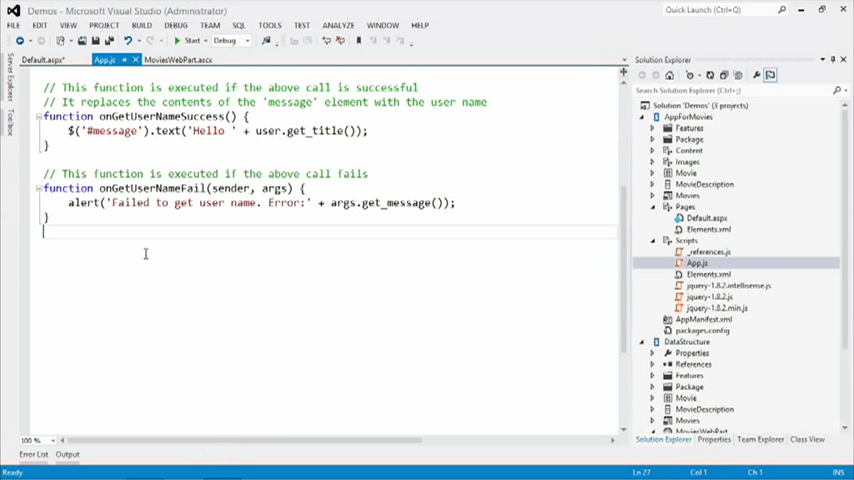 Demos - Microsoft Visual Studio (Administrator)
Quick Launch (Ctrl+Q)
FILE EDIT VIEW PROJECT BUILD DEBUG TEAM SQL TOOLS TEST ANALYZE WINDOW HELP
Start Debug
Server Explorer
Toolbox
Default.aspx* App.js MoviesWebPart.ascx
// This function is executed if the above call is successful
// It replaces the contents of the 'message' element with the user name
function onGetUserNameSuccess() {
$('#message').text('Hello ' + user.get_title());
}
// This function is executed if the above call fails
function onGetUserNameFail(sender, args) {
alert('Failed to get user name. Error:' + args.get_message());
}
100 %
Error List Output
Solution Explorer
Search Solution Explorer (Ctrl+;)
Solution 'Demos' (3 projects)
AppForMovies
Features
Package
Content
Images
Movie
MovieDescription
Movies
Pages
Default.aspx
Elements.xml
Scripts
_references.js
App.js
Elements.xml
jquery-1.8.2.intellisense.js
jquery-1.8.2.js
jquery-1.8.2.min.js
AppManifest.xml
packages.config
DataStructure
Properties
References
Features
Package
Movie
MovieDescription
Movies
MoviesWebPart
Solution Explorer Properties Team Explorer Class View
Ready Ln 27 Col 1 Ch 1 INS